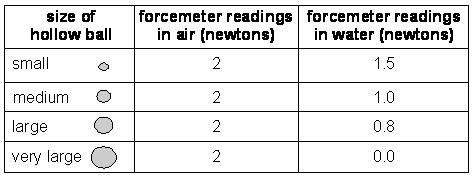 size of hollow ball forcemeter readings in air (newtons) forcemeter readings in water (newtons)
small 2 1.5
medium 2 1.0
large 2 0.8
very large 2 0.0